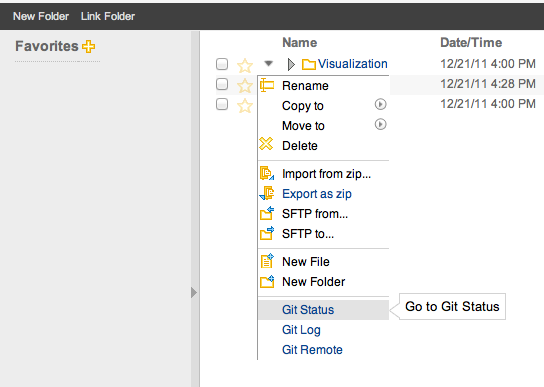 New Folder Link Folder
Favorites
Name Date/Time
Visualization 12/21/11 4:00 PM
Rename 12/21/11 4:28 PM
Copy to 12/21/11 4:00 PM
Move to
Delete
Import from zip...
Export as zip
SFTP from...
SFTP to...
New File
New Folder
Git Status Go to Git Status
Git Log
Git Remote